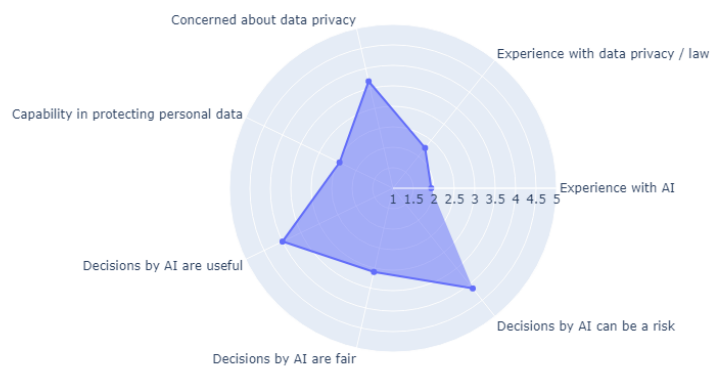 Concerned about data privacy
Experience with data privacy / law
Capability in protecting personal data
Experience with AI
1 1.5 2 2.5 3 3.5 4 4.5 5
Decisions by AI are useful
Decisions by AI can be a risk
Decisions by AI are fair